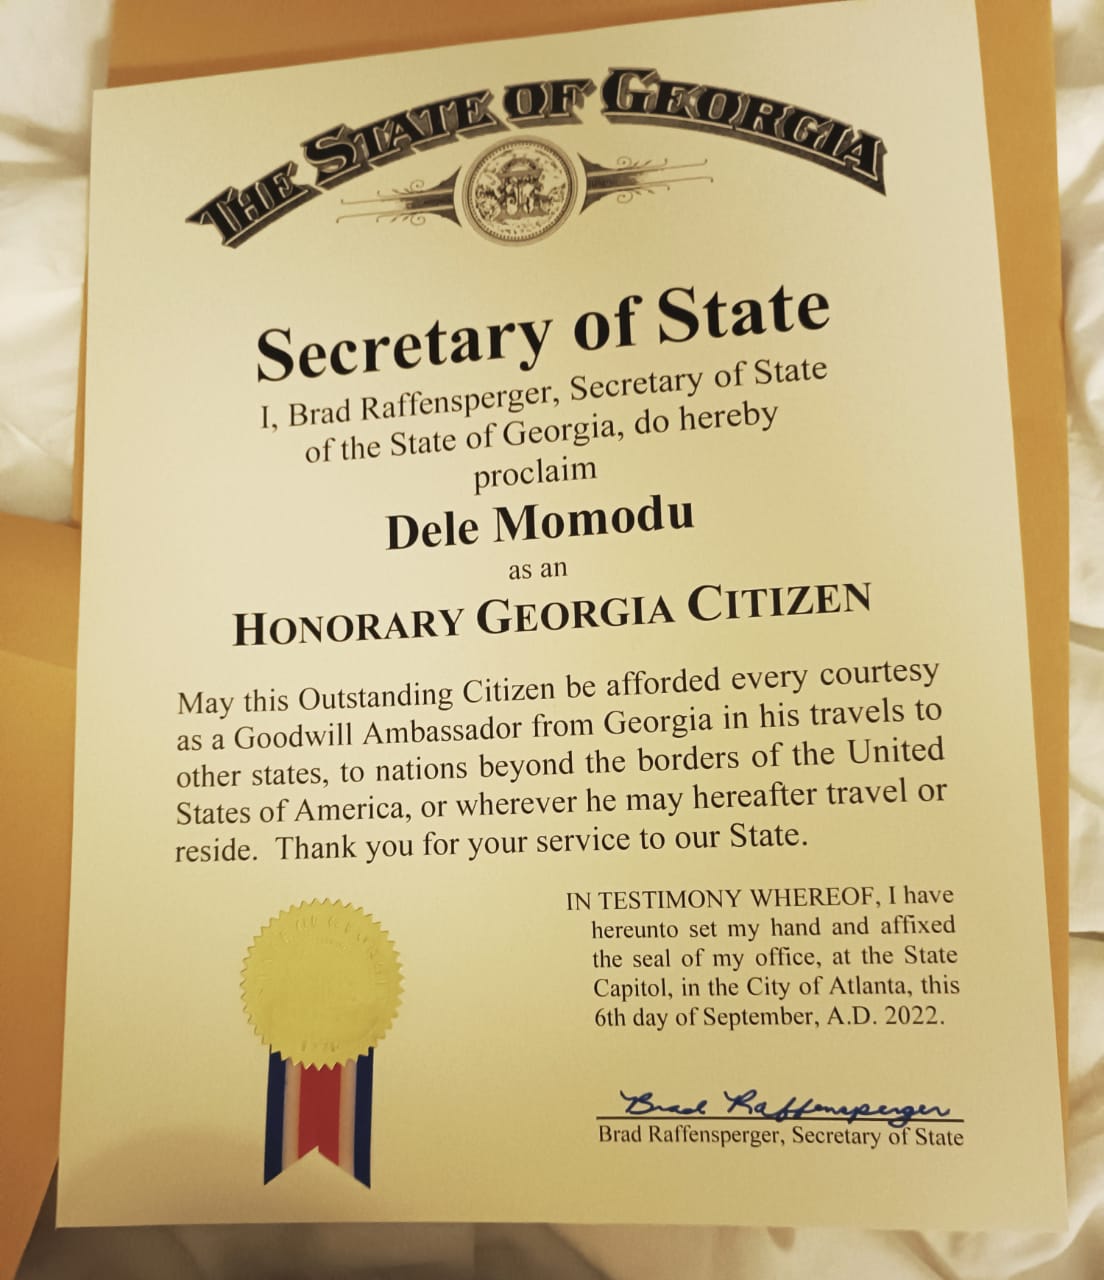 THE STATE OF GEORGIA
Secretary of State
I, Brad Raffensperger, Secretary of State
of the State of Georgia, do hereby
proclaim
Dele Momodu
as an
HONORARY GEORGIA CITIZEN
May this Outstanding Citizen be afforded every courtesy
as a Goodwill Ambassador from Georgia in his travels to
other states, to nations beyond the borders of the United
States of America, or wherever he may hereafter travel or
reside. Thank you for your service to our State.
IN TESTIMONY WHEREOF, I have
hereunto set my hand and affixed
the seal of my office, at the State
Capitol, in the City of Atlanta, this
6th day of September, A.D. 2022.
Brad Raffensperger
Brad Raffensperger, Secretary of State